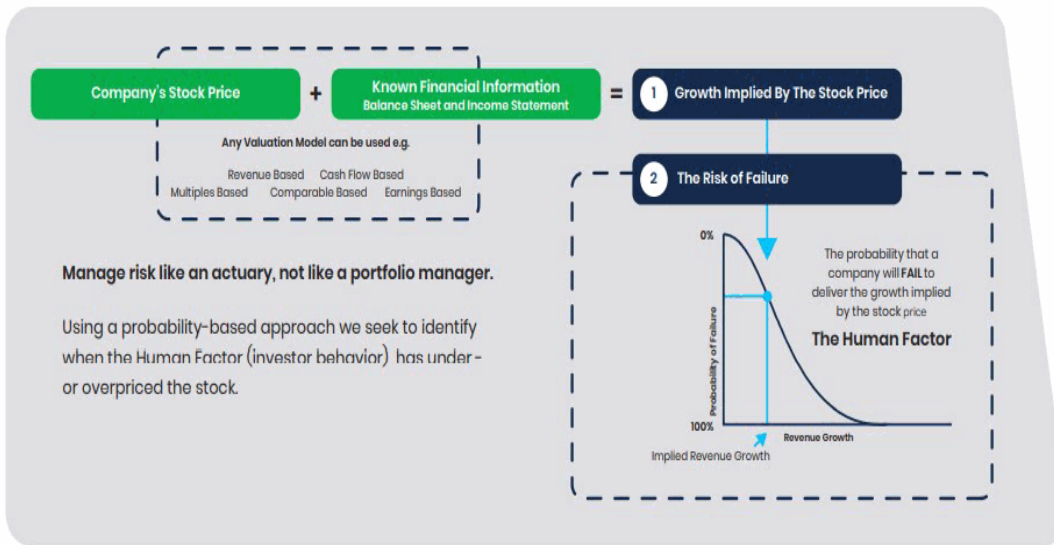 Company's Stock Price
+
Known Financial Information
Balance Sheet and Income Statement
=
1 Growth Implied By The Stock Price
Any Valuation Model can be used e.g.
Revenue Based Cash Flow Based
Multiples Based Comparable Based Earnings Based
2 The Risk of Failure
Manage risk like an actuary, not like a portfolio manager.
Using a probability-based approach we seek to identify
when the Human Factor (investor behavior) has under-
or overpriced the stock.
0%
Probability of Failure
100%
Revenue Growth
Implied Revenue Growth
The probability that a
company will FAIL to
deliver the growth implied
by the stock price
The Human Factor